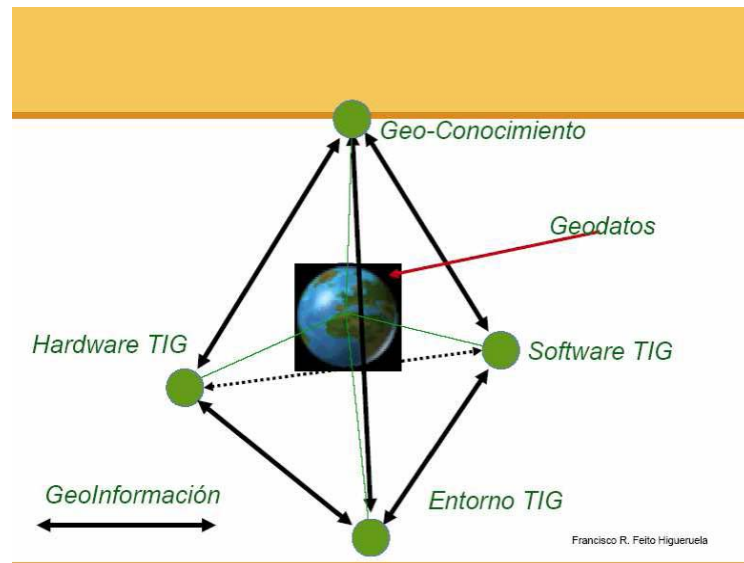 Geo-Conocimiento
Geodatos
Hardware TIG
Software TIG
GeoInformación
Entorno TIG
Francisco R. Feito Higueruela